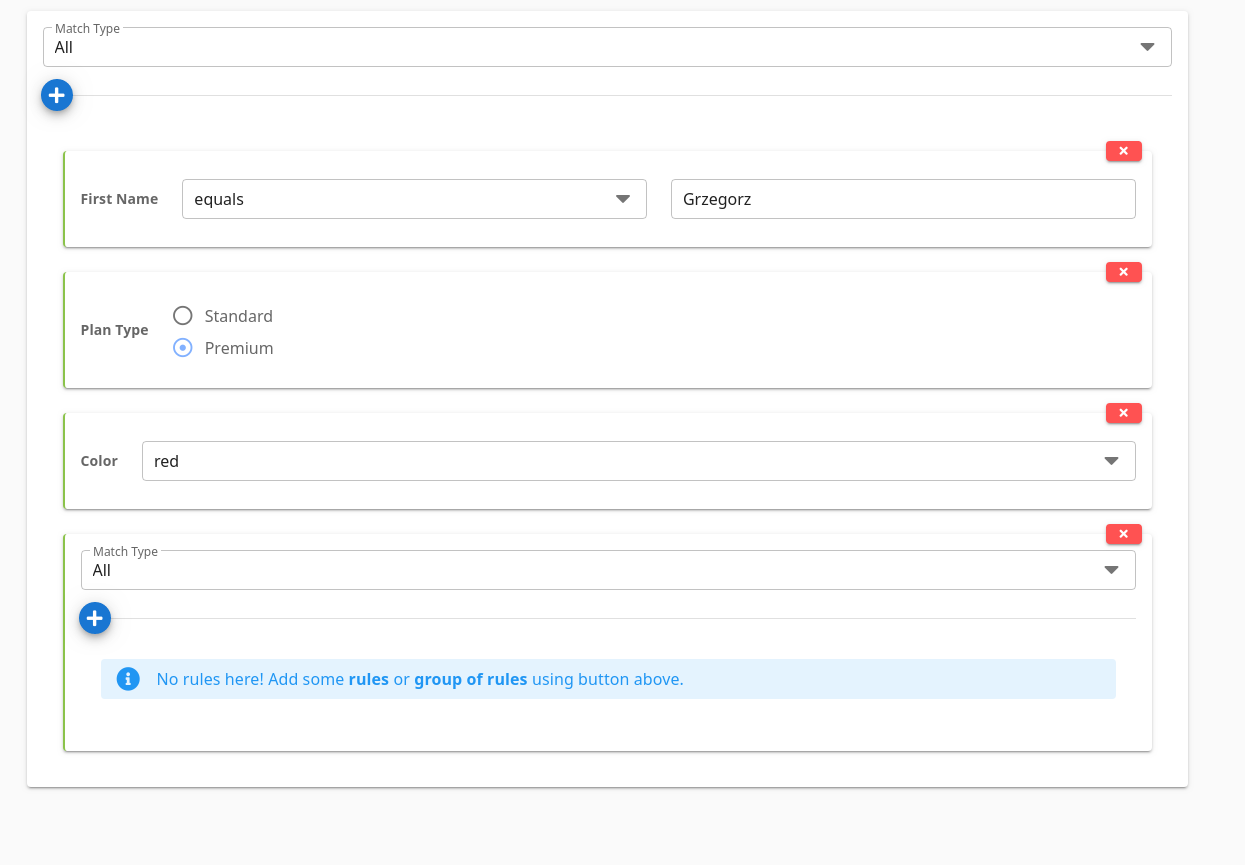 Match Type
All
First Name equals Grzegorz
Standard
Plan Type
Premium
Color red
Match Type
All
No rules here! Add some rules or group of rules using button above.